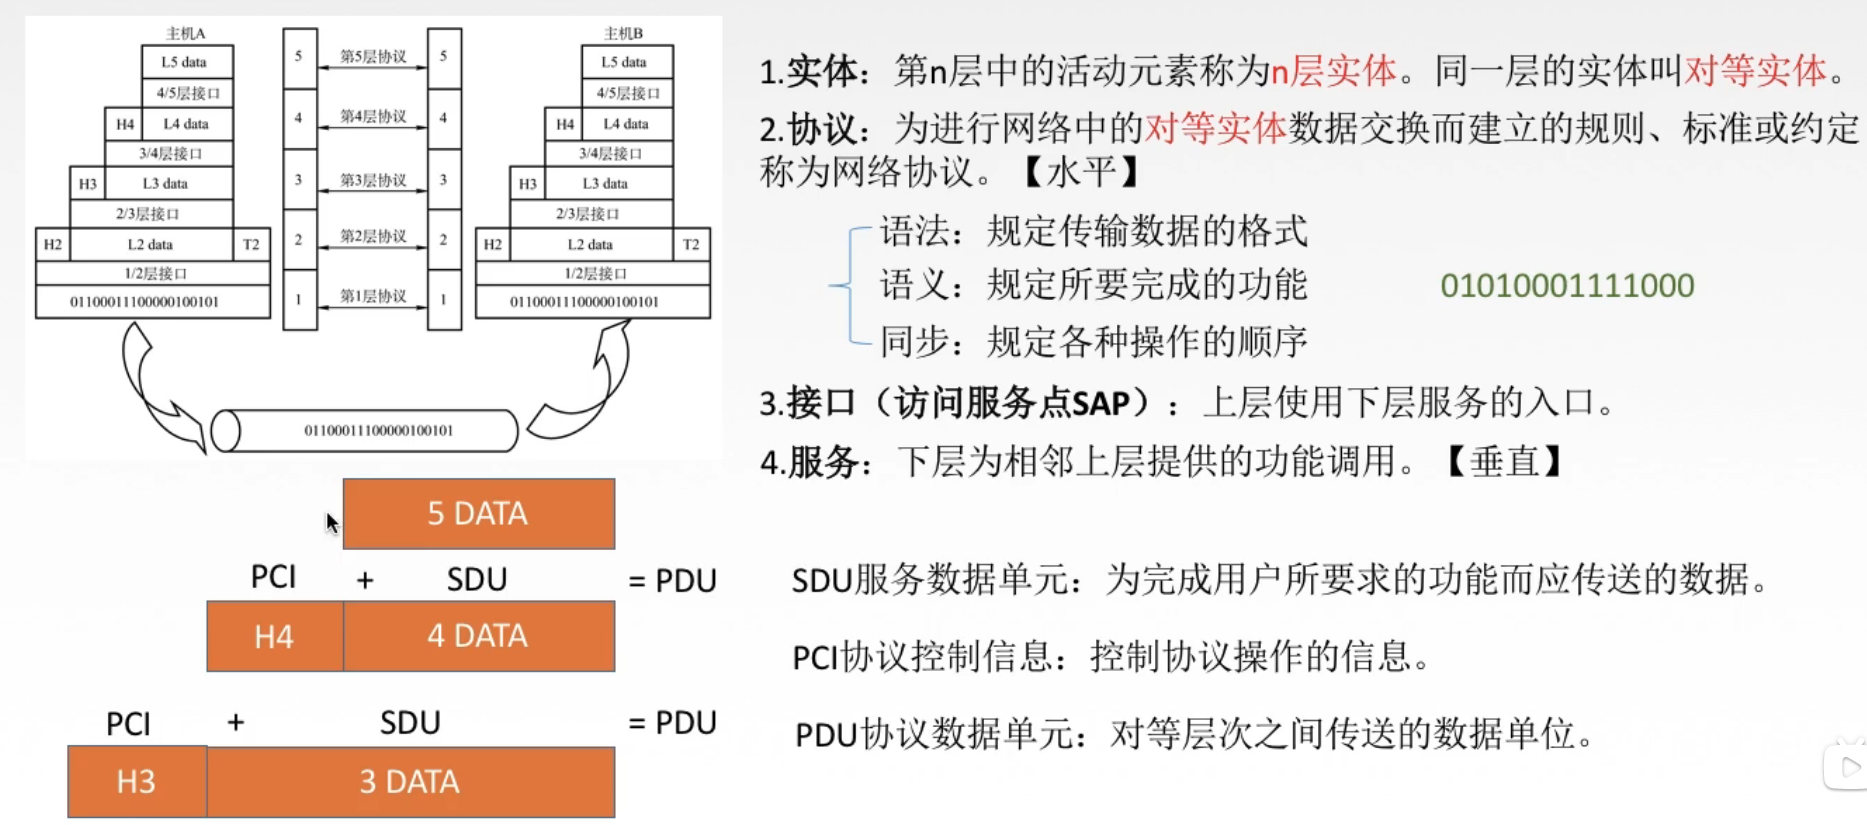 主机A
L5 data
4/5层接口
H4 L4 data
3/4层接口
H3 L3 data
2/3层接口
H2 L2 data T2
1/2层接口
01100011100000100101
5 第5层协议 5
4 第4层协议 4
3 第3层协议 3
2 第2层协议 2
1 第1层协议 1
主机B
L5 data
4/5层接口
H4 L4 data
3/4层接口
H3 L3 data
2/3层接口
H2 L2 data T2
1/2层接口
01100011100000100101
01100011100000100101
1.实体：第n层中的活动元素称为n层实体。同一层的实体叫对等实体。
2.协议：为进行网络中的对等实体数据交换而建立的规则、标准或约定
称为网络协议。【水平】
语法：规定传输数据的格式
语义：规定所要完成的功能
01010001111000
同步：规定各种操作的顺序
3.接口（访问服务点SAP）：上层使用下层服务的入口。
4.服务：下层为相邻上层提供的功能调用。【垂直】
5 DATA
PCI + SDU = PDU
H4 4 DATA
PCI + SDU = PDU
H3 3 DATA
SDU服务数据单元：为完成用户所要求的功能而应传送的数据。
PCI协议控制信息：控制协议操作的信息。
PDU协议数据单元：对等层次之间传送的数据单位。